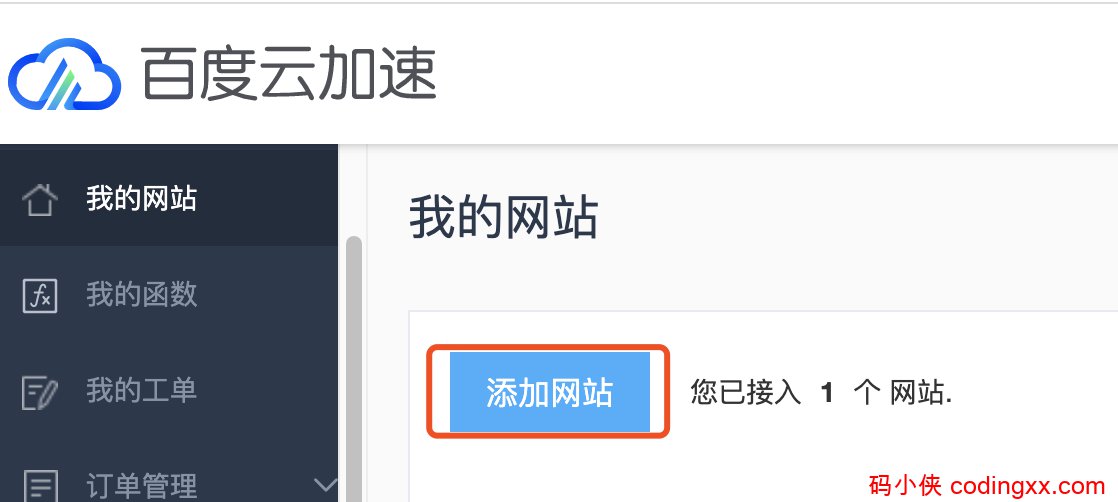 百度云加速
我的网站
我的函数
我的工单
订单管理
我的网站
添加网站
您已接入 1 个 网站.
码小侠 codingxx.com